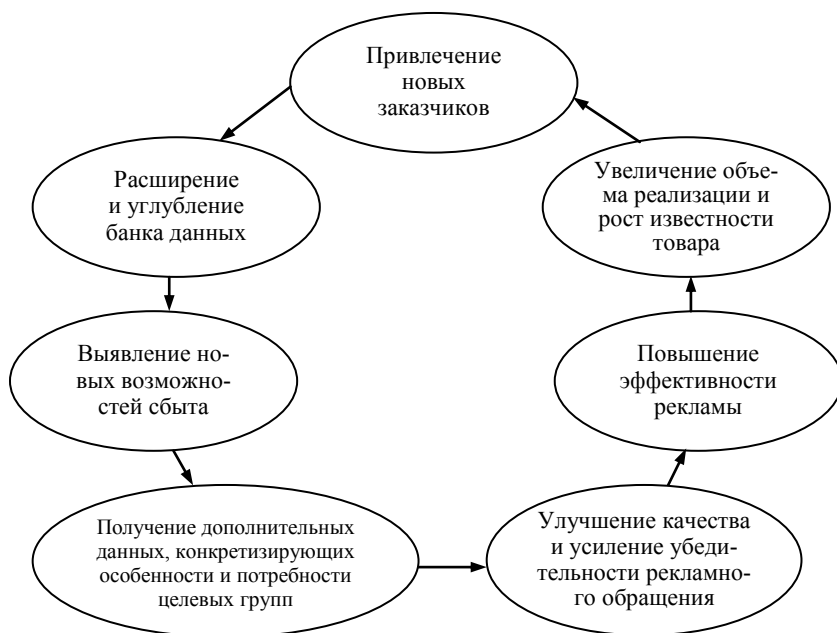 Привлечение
новых
заказчиков
Расширение
и углубление
банка данных
Выявление но-
вых возможно-
стей сбыта
Получение дополнительных
данных, конкретизирующих
особенности и потребности
целевых групп
Улучшение качества
и усиление убеди-
тельности рекламно-
го обращения
Повышение
эффективности
рекламы
Увеличение объе-
ма реализации и
рост известности
товара